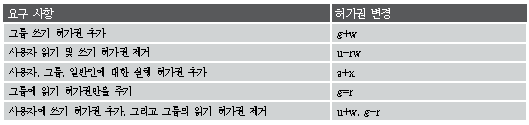 요구 사항 허가권 변경
그룹 쓰기 허가권 추가 g+w
사용자 읽기 및 쓰기 허가권 제거 u-rw
사용자, 그룹, 일반인에 대한 실행 허가권 추가 a+x
그룹에 읽기 허가권만을 주기 g=r
사용자에 쓰기 허가권 추가, 그리고 그룹의 읽기 허가권 제거 u+w, g-r